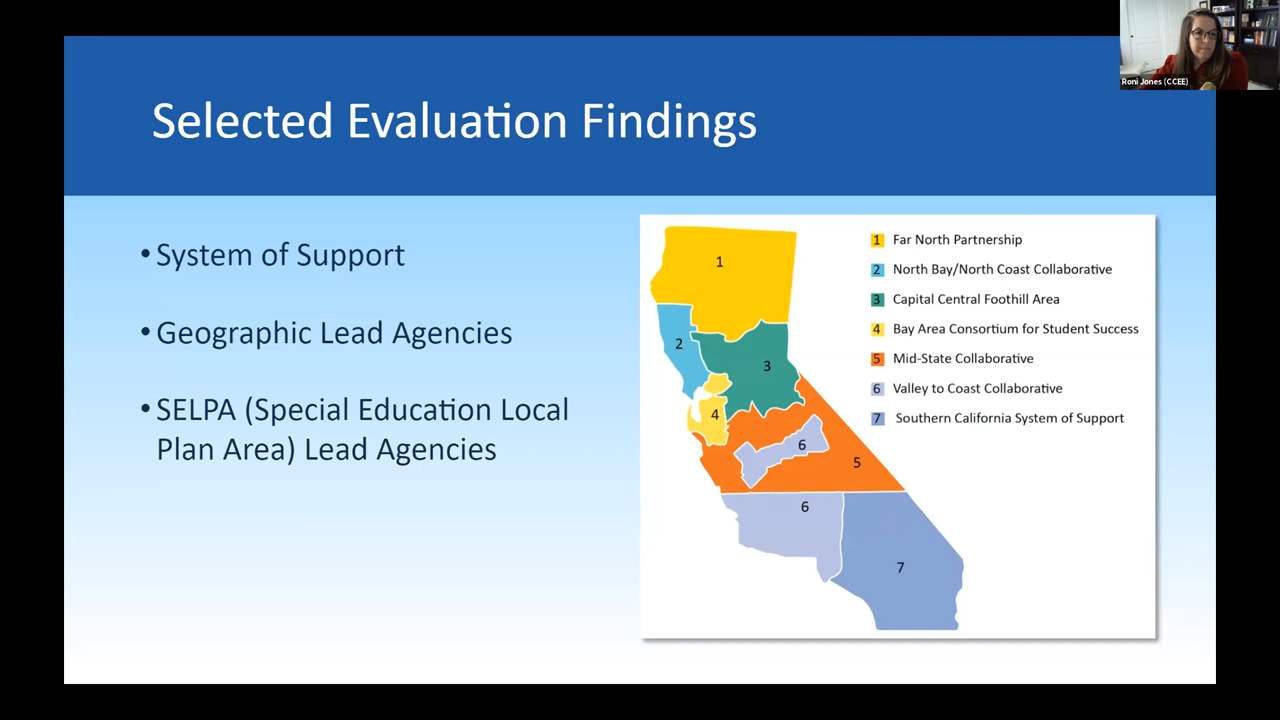 Roni Jones (CCEE)
Selected Evaluation Findings
• System of Support
• Geographic Lead Agencies
• SELPA (Special Education Local
Plan Area) Lead Agencies
1
2
3
4
5
6
6
7
1 Far North Partnership
2 North Bay/North Coast Collaborative
3 Capital Central Foothill Area
4 Bay Area Consortium for Student Success
5 Mid-State Collaborative
6 Valley to Coast Collaborative
7 Southern California System of Support